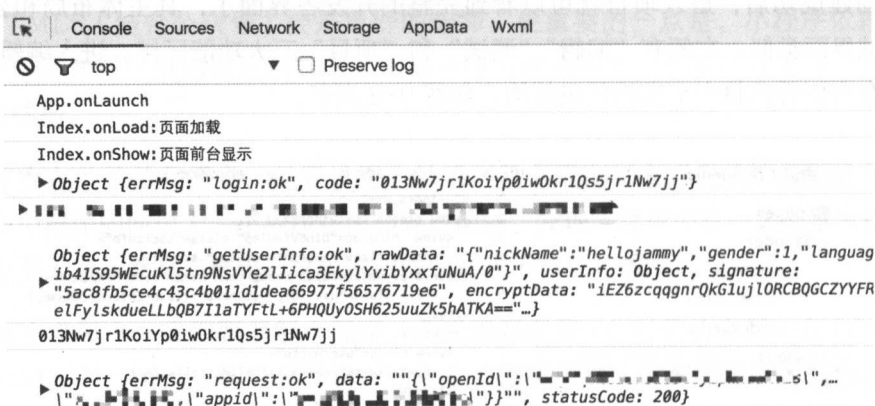 Console Sources Network Storage AppData Wxml
top Preserve log
App.onLaunch
Index.onLoad:页面加载
Index.onShow:页面前台显示
Object {errMsg: "login:ok", code: "013Nw7jr1KoiYp0iwOkr1Qs5jr1Nw7jj"}
Object {errMsg: "getUserInfo:ok", rawData: "{"nickName":"hellojammy","gender":1,"languag
ib41S95WEcuKl5tn9NsVYe2lIica3EkylYvibYxxfuNuA/0"}", userInfo: Object, signature:
"5ac8fb5ce4c43c4b011d1dea66977f56576719e6", encryptData: "iEZ6zcqqgnrQkG1ujlORCBQGCZYYFR
elFylskdueLLbQB7I1aTYFtL+6PHQUyOSH625uuZk5hATKA=="…}
013Nw7jr1KoiYp0iwOkr1Qs5jr1Nw7jj
Object {errMsg: "request:ok", data: ""{\"openId\":\" \",…
\" ,\"appid\":\" \"}}"", statusCode: 200}